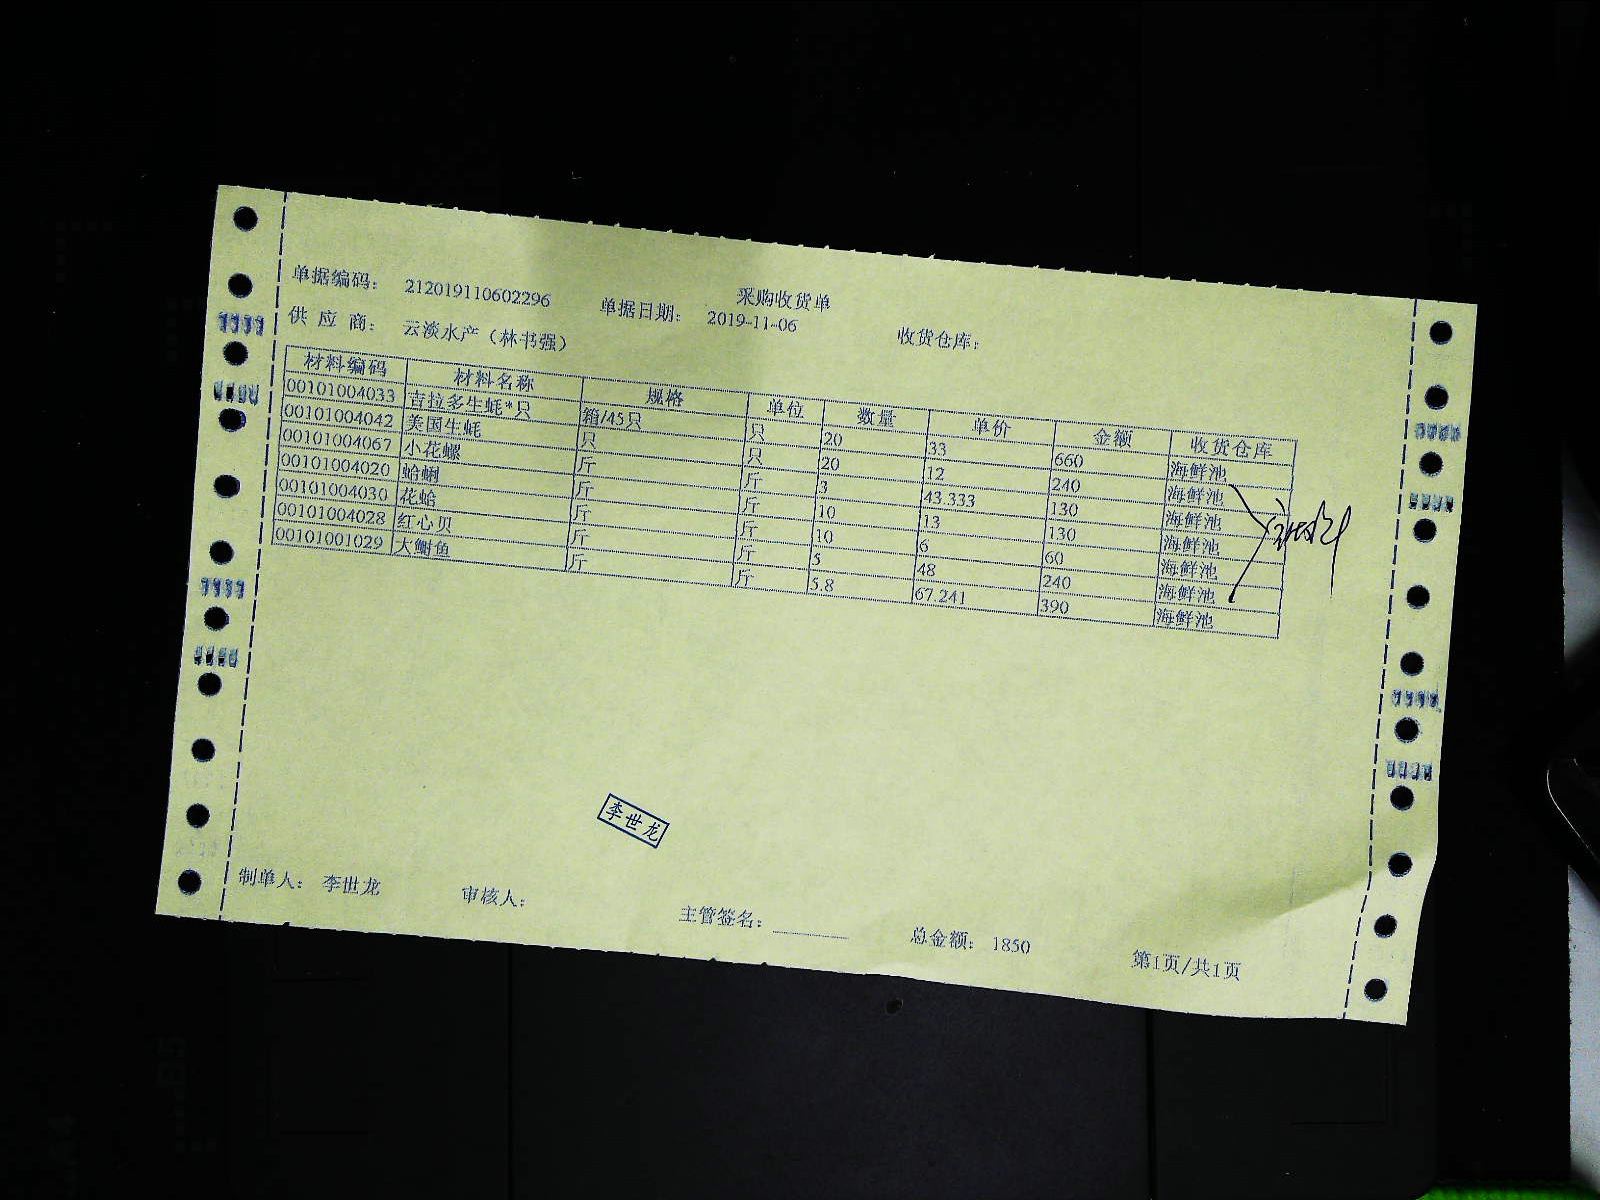 采购收货单
单据编码： 212019110602296 单据日期： 2019-11-06 收货仓库：
供 应 商： 云淡水产（林书强）
材料编码 材料名称 规格 单位 数量 单价 金额 收货仓库
00101004033 吉拉多生蚝*只 箱/45只 只 20 33 660 海鲜池
00101004042 美国生蚝 只 只 20 12 240 海鲜池
00101004067 小花螺 斤 斤 3 43.333 130 海鲜池
00101004020 蛤蜊 斤 斤 10 13 130 海鲜池
00101004030 花蛤 斤 斤 10 6 60 海鲜池
00101004028 红心贝 斤 斤 5 48 240 海鲜池
00101001029 大鲥鱼 斤 斤 5.8 67.241 390 海鲜池
李世龙
制单人： 李世龙 审核人： 主管签名： 总金额： 1850 第1页/共1页